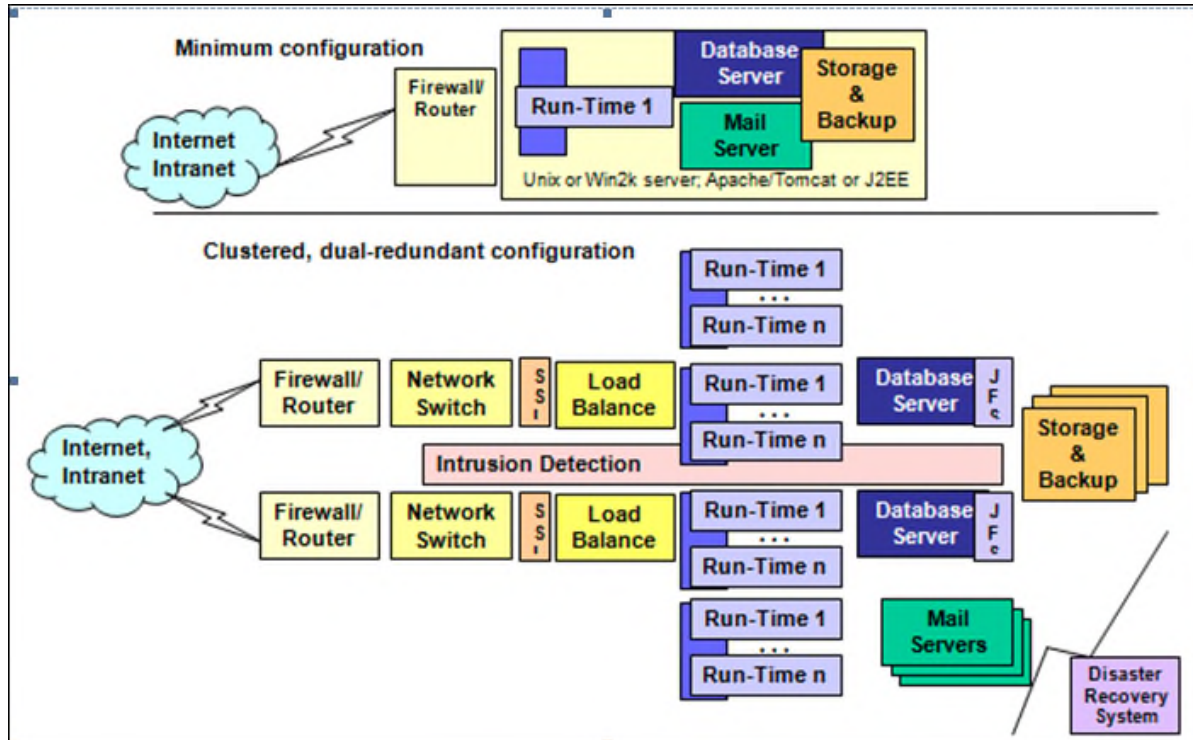 Minimum configuration
Internet
Intranet
Firewall/
Router
Run-Time 1
Database
Server
Mail
Server
Storage
&
Backup
Unix or Win2k server; Apache/Tomcat or J2EE
Clustered, dual-redundant configuration
Run-Time 1
...
Run-Time n
Internet,
Intranet
Firewall/
Router
Network
Switch
S
S
Load
Balance
Run-Time 1
...
Run-Time n
Database
Server
J
F
S
Storage
&
Backup
Intrusion Detection
Firewall/
Router
Network
Switch
S
S
Load
Balance
Run-Time 1
...
Run-Time n
Database
Server
J
F
S
Run-Time 1
...
Run-Time n
Mail
Servers
Disaster
Recovery
System